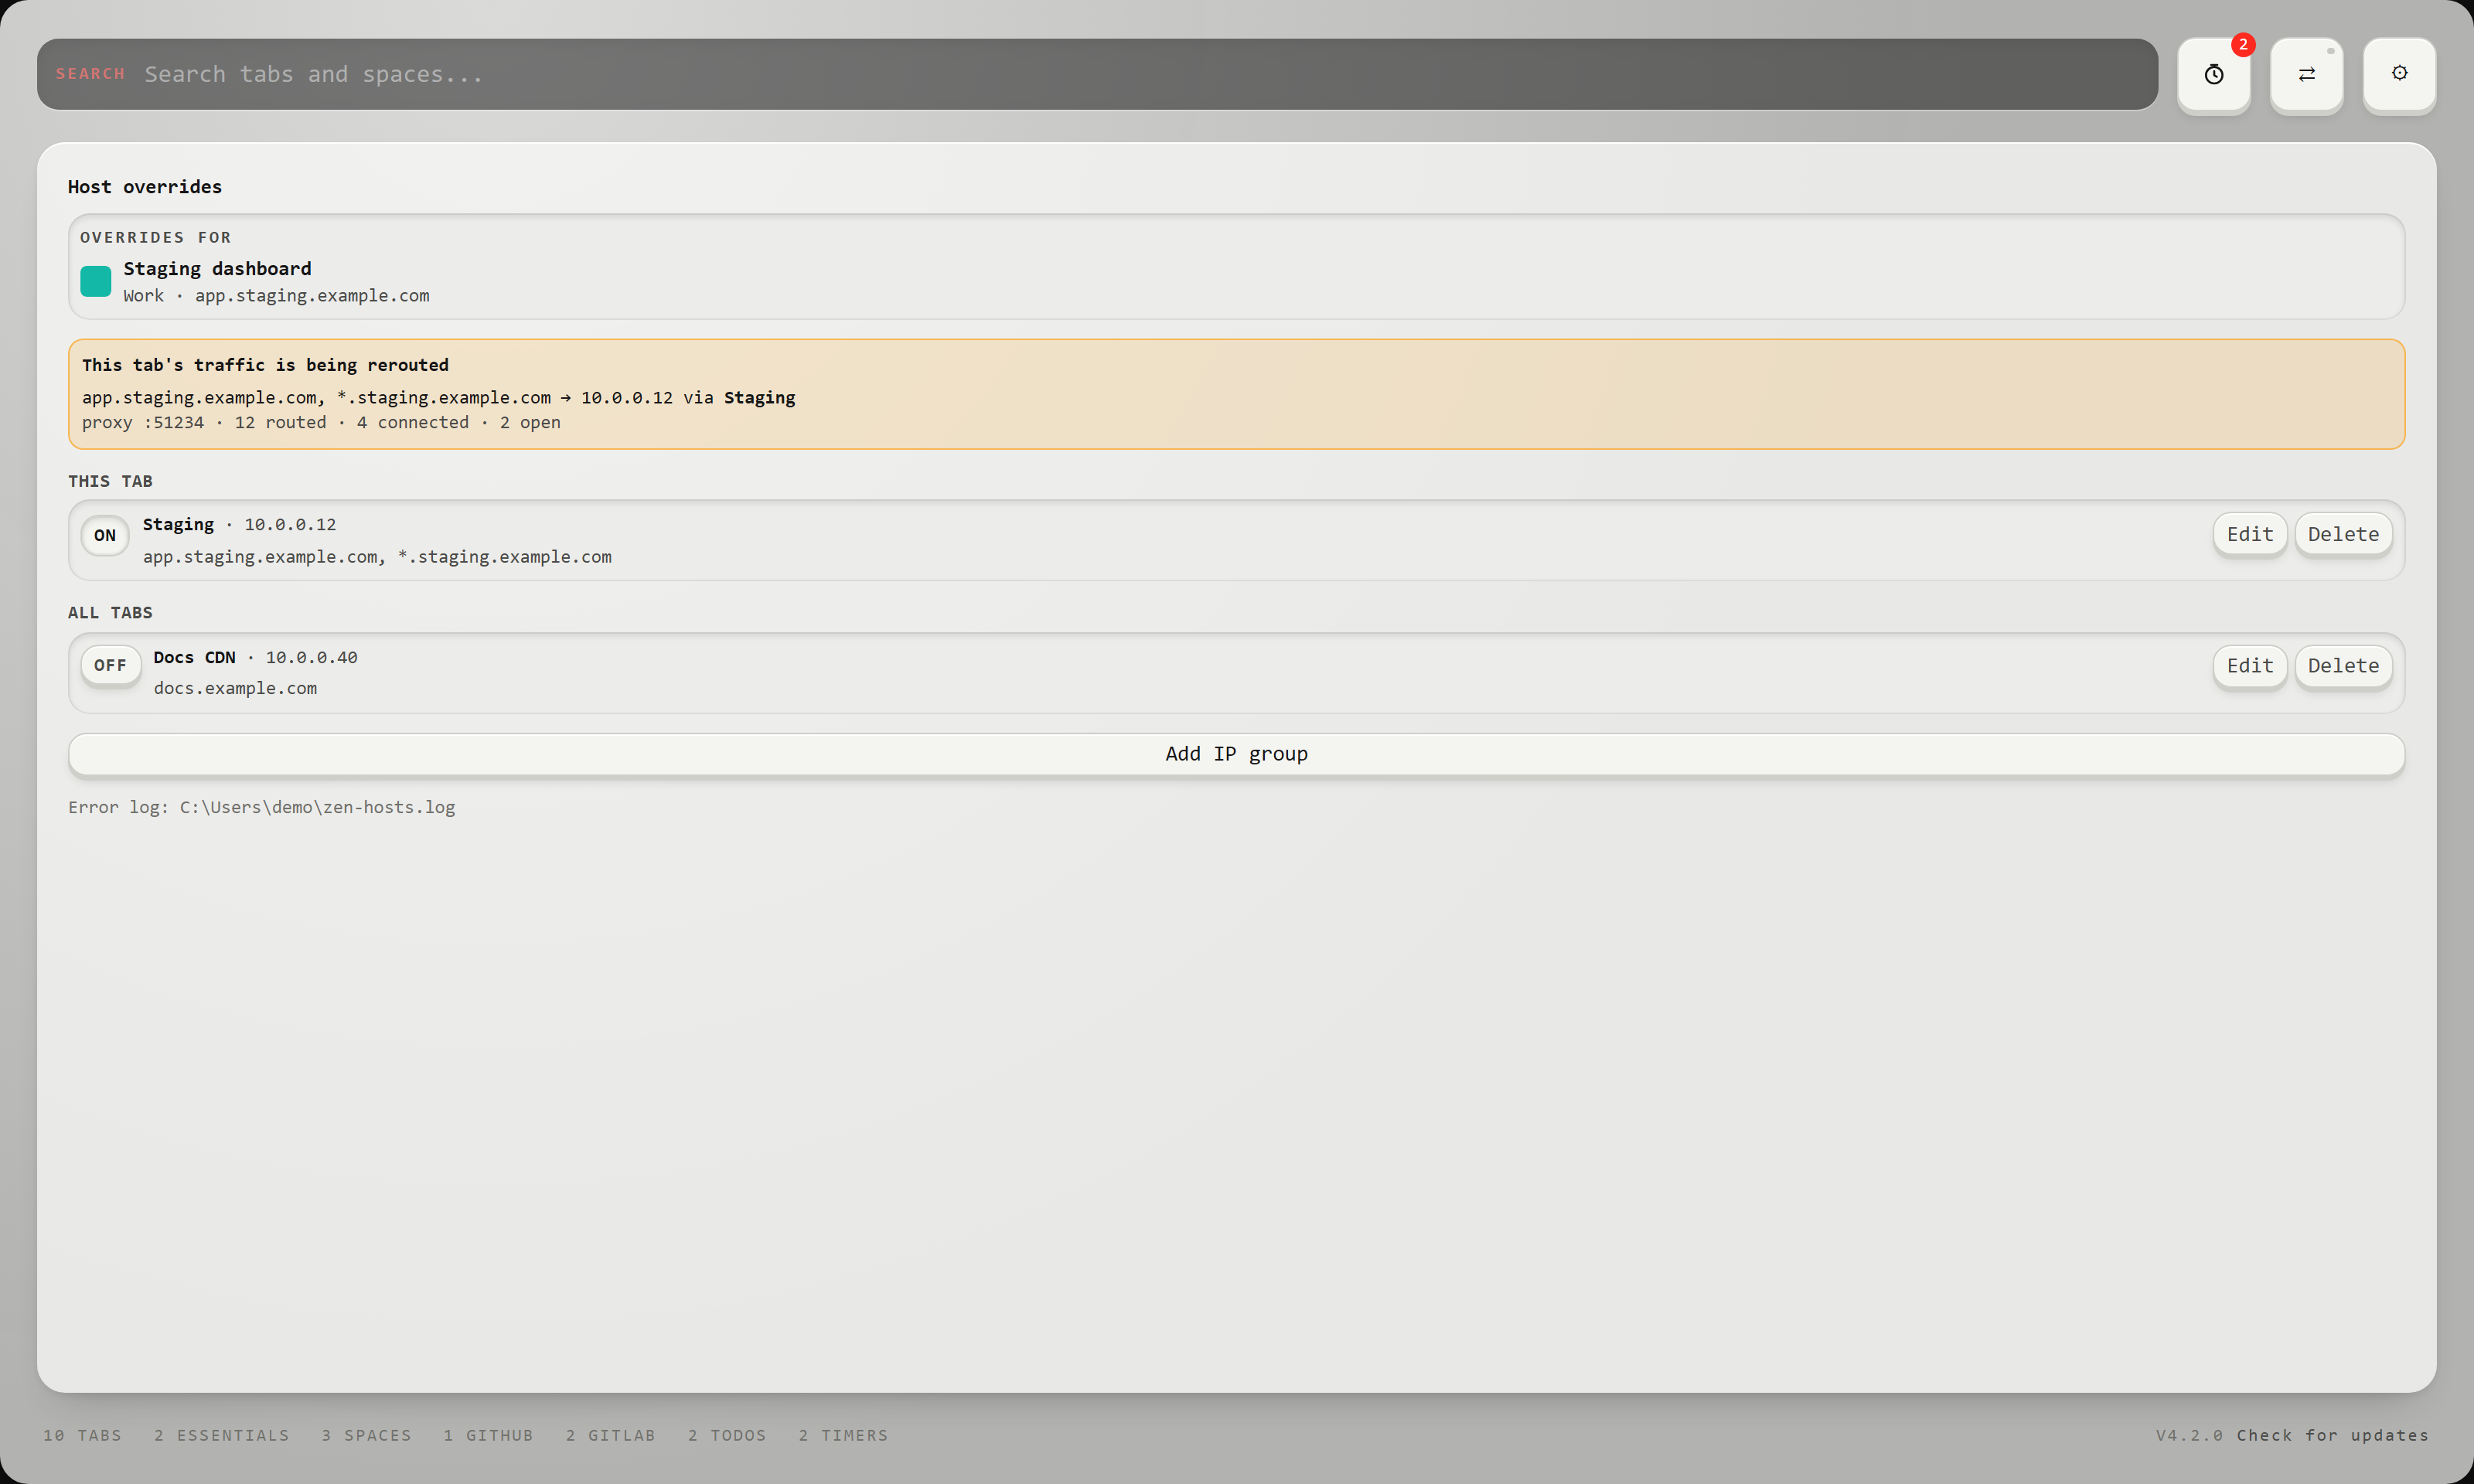 SEARCH Search tabs and spaces...
2
Host overrides
OVERRIDES FOR
Staging dashboard
Work · app.staging.example.com
This tab's traffic is being rerouted
app.staging.example.com, *.staging.example.com → 10.0.0.12 via Staging
proxy :51234 · 12 routed · 4 connected · 2 open
THIS TAB
ON Staging · 10.0.0.12 Edit Delete
app.staging.example.com, *.staging.example.com
ALL TABS
OFF Docs CDN · 10.0.0.40 Edit Delete
docs.example.com
Add IP group
Error log: C:\Users\demo\zen-hosts.log
10 TABS 2 ESSENTIALS 3 SPACES 1 GITHUB 2 GITLAB 2 TODOS 2 TIMERS V4.2.0 Check for updates